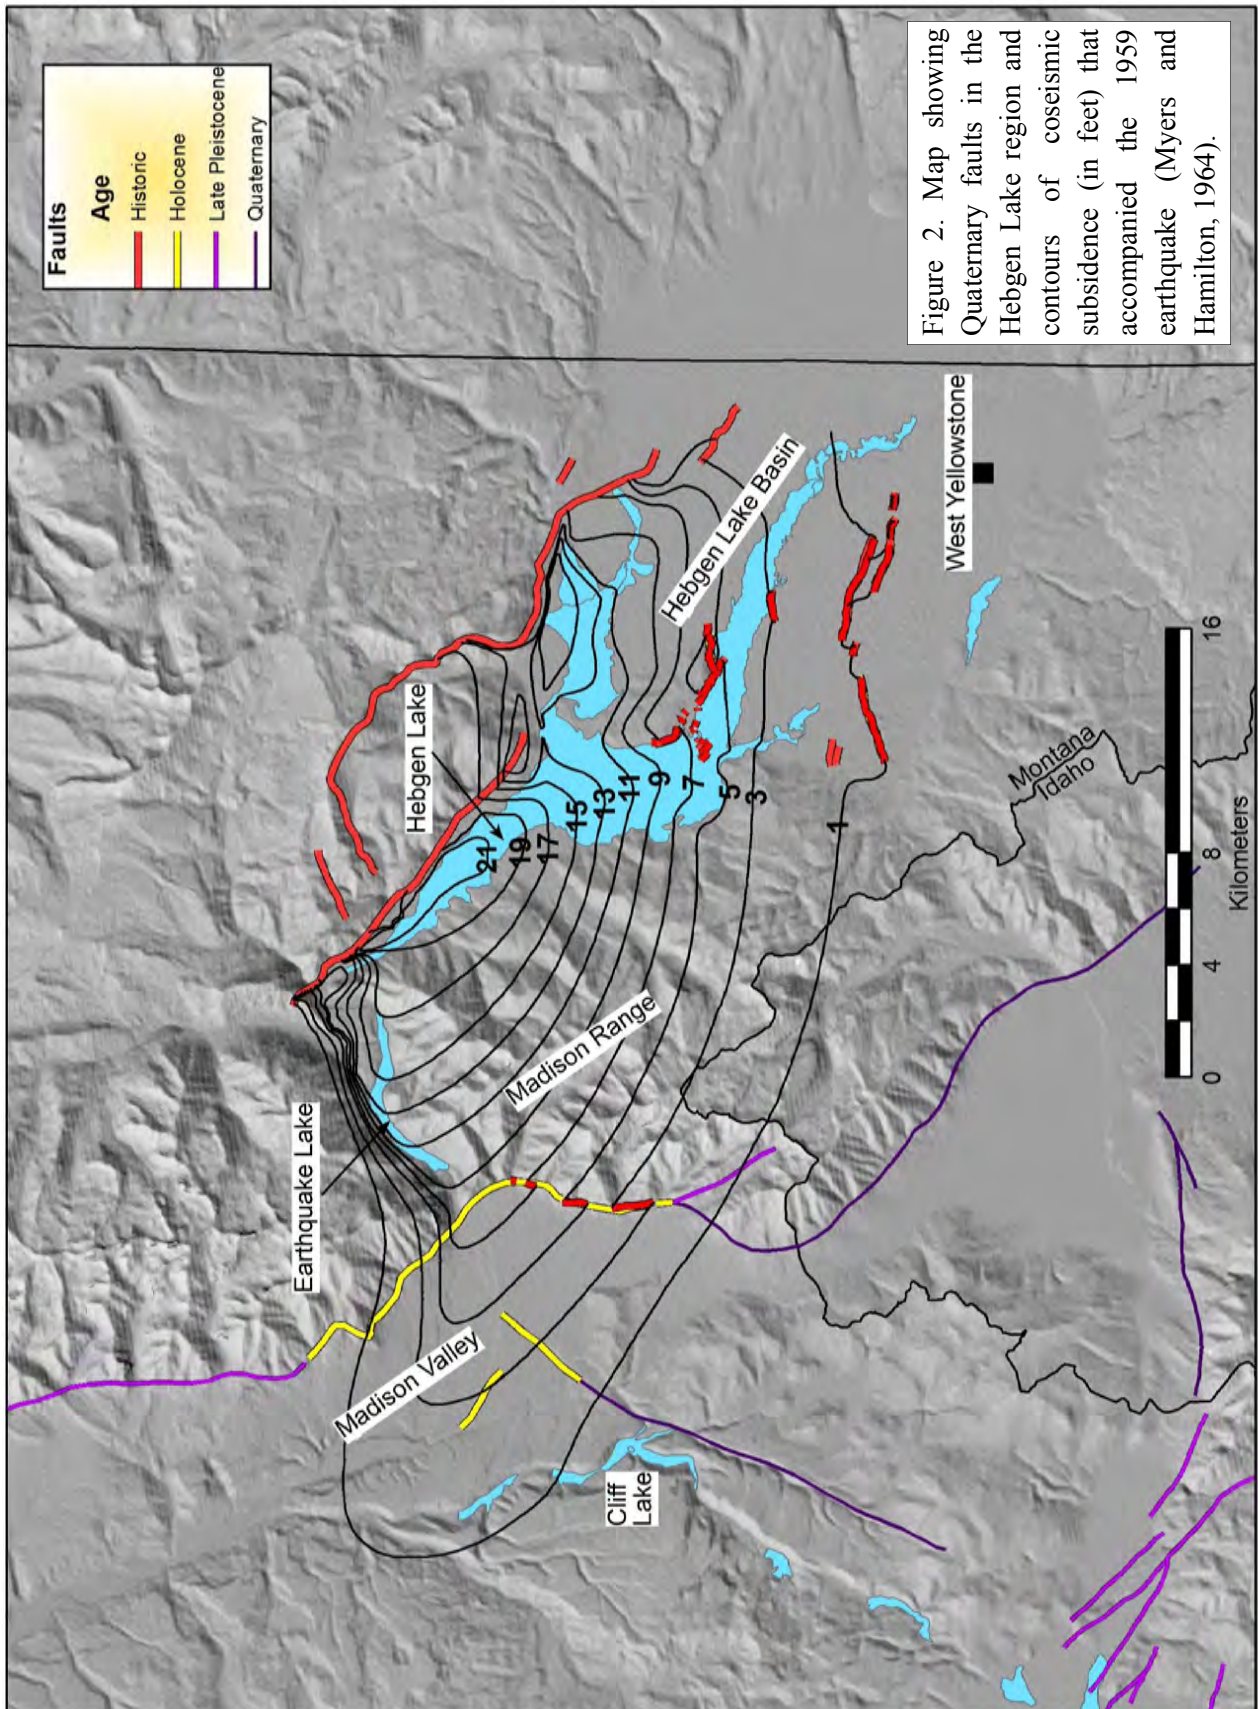 Faults
Age
Historic
Holocene
Late Pleistocene
Quaternary
Earthquake Lake
Hebgen Lake
Madison Valley
Madison Range
Hebgen Lake Basin
Cliff
Lake
West Yellowstone
Montana
Idaho
21
19
17
15
13
11
9
7
5
3
1
0
4
8
16
Kilometers
Figure 2. Map showing
Quaternary faults in the
Hebgen Lake region and
contours of coseismic
subsidence (in feet) that
accompanied the 1959
earthquake (Myers and
Hamilton, 1964).